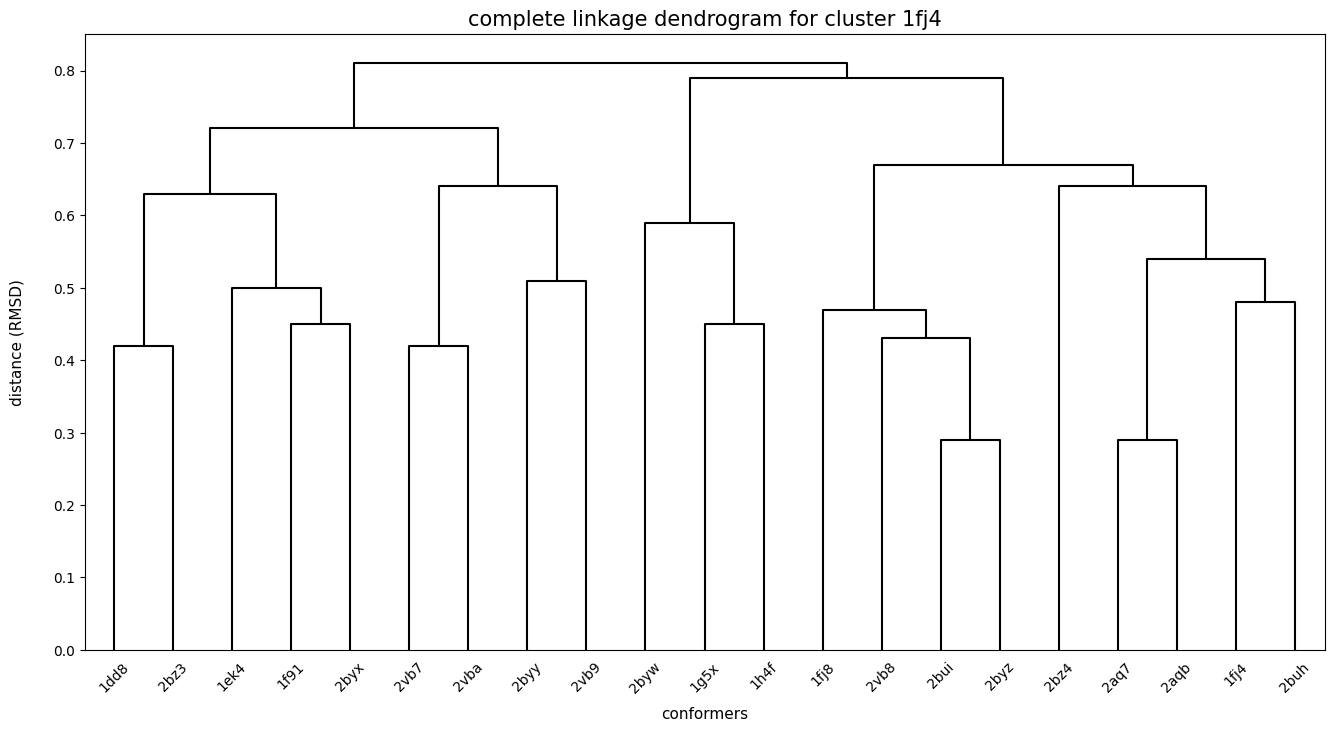 complete linkage dendrogram for cluster 1fj4
0.8
0.7
0.6
0.5
0.4
0.3
0.2
0.1
0.0
distance (RMSD)
1dd8 2bz3 1ek4 1f91 2byx 2vb7 2vba 2byy 2vb9 2byw 1g5x 1h4f 1fj8 2vb8 2bui 2byz 2bz4 2aq7 2aqb 1fj4 2buh
conformers